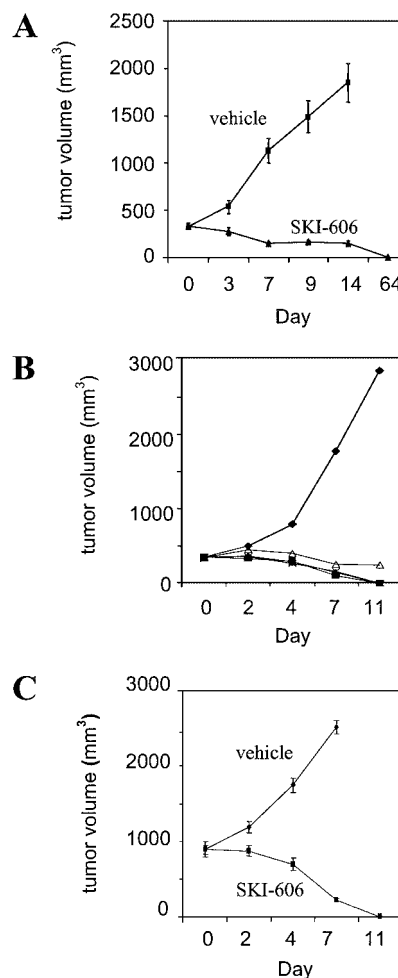 A
tumor volume (mm³)
2500
2000
1500
1000
500
0
vehicle
SKI-606
0 3 7 9 14 64
Day
B
tumor volume (mm³)
3000
2000
1000
0
0 2 4 7 11
Day
C
tumor volume (mm³)
3000
2000
1000
0
vehicle
SKI-606
0 2 4 7 11
Day